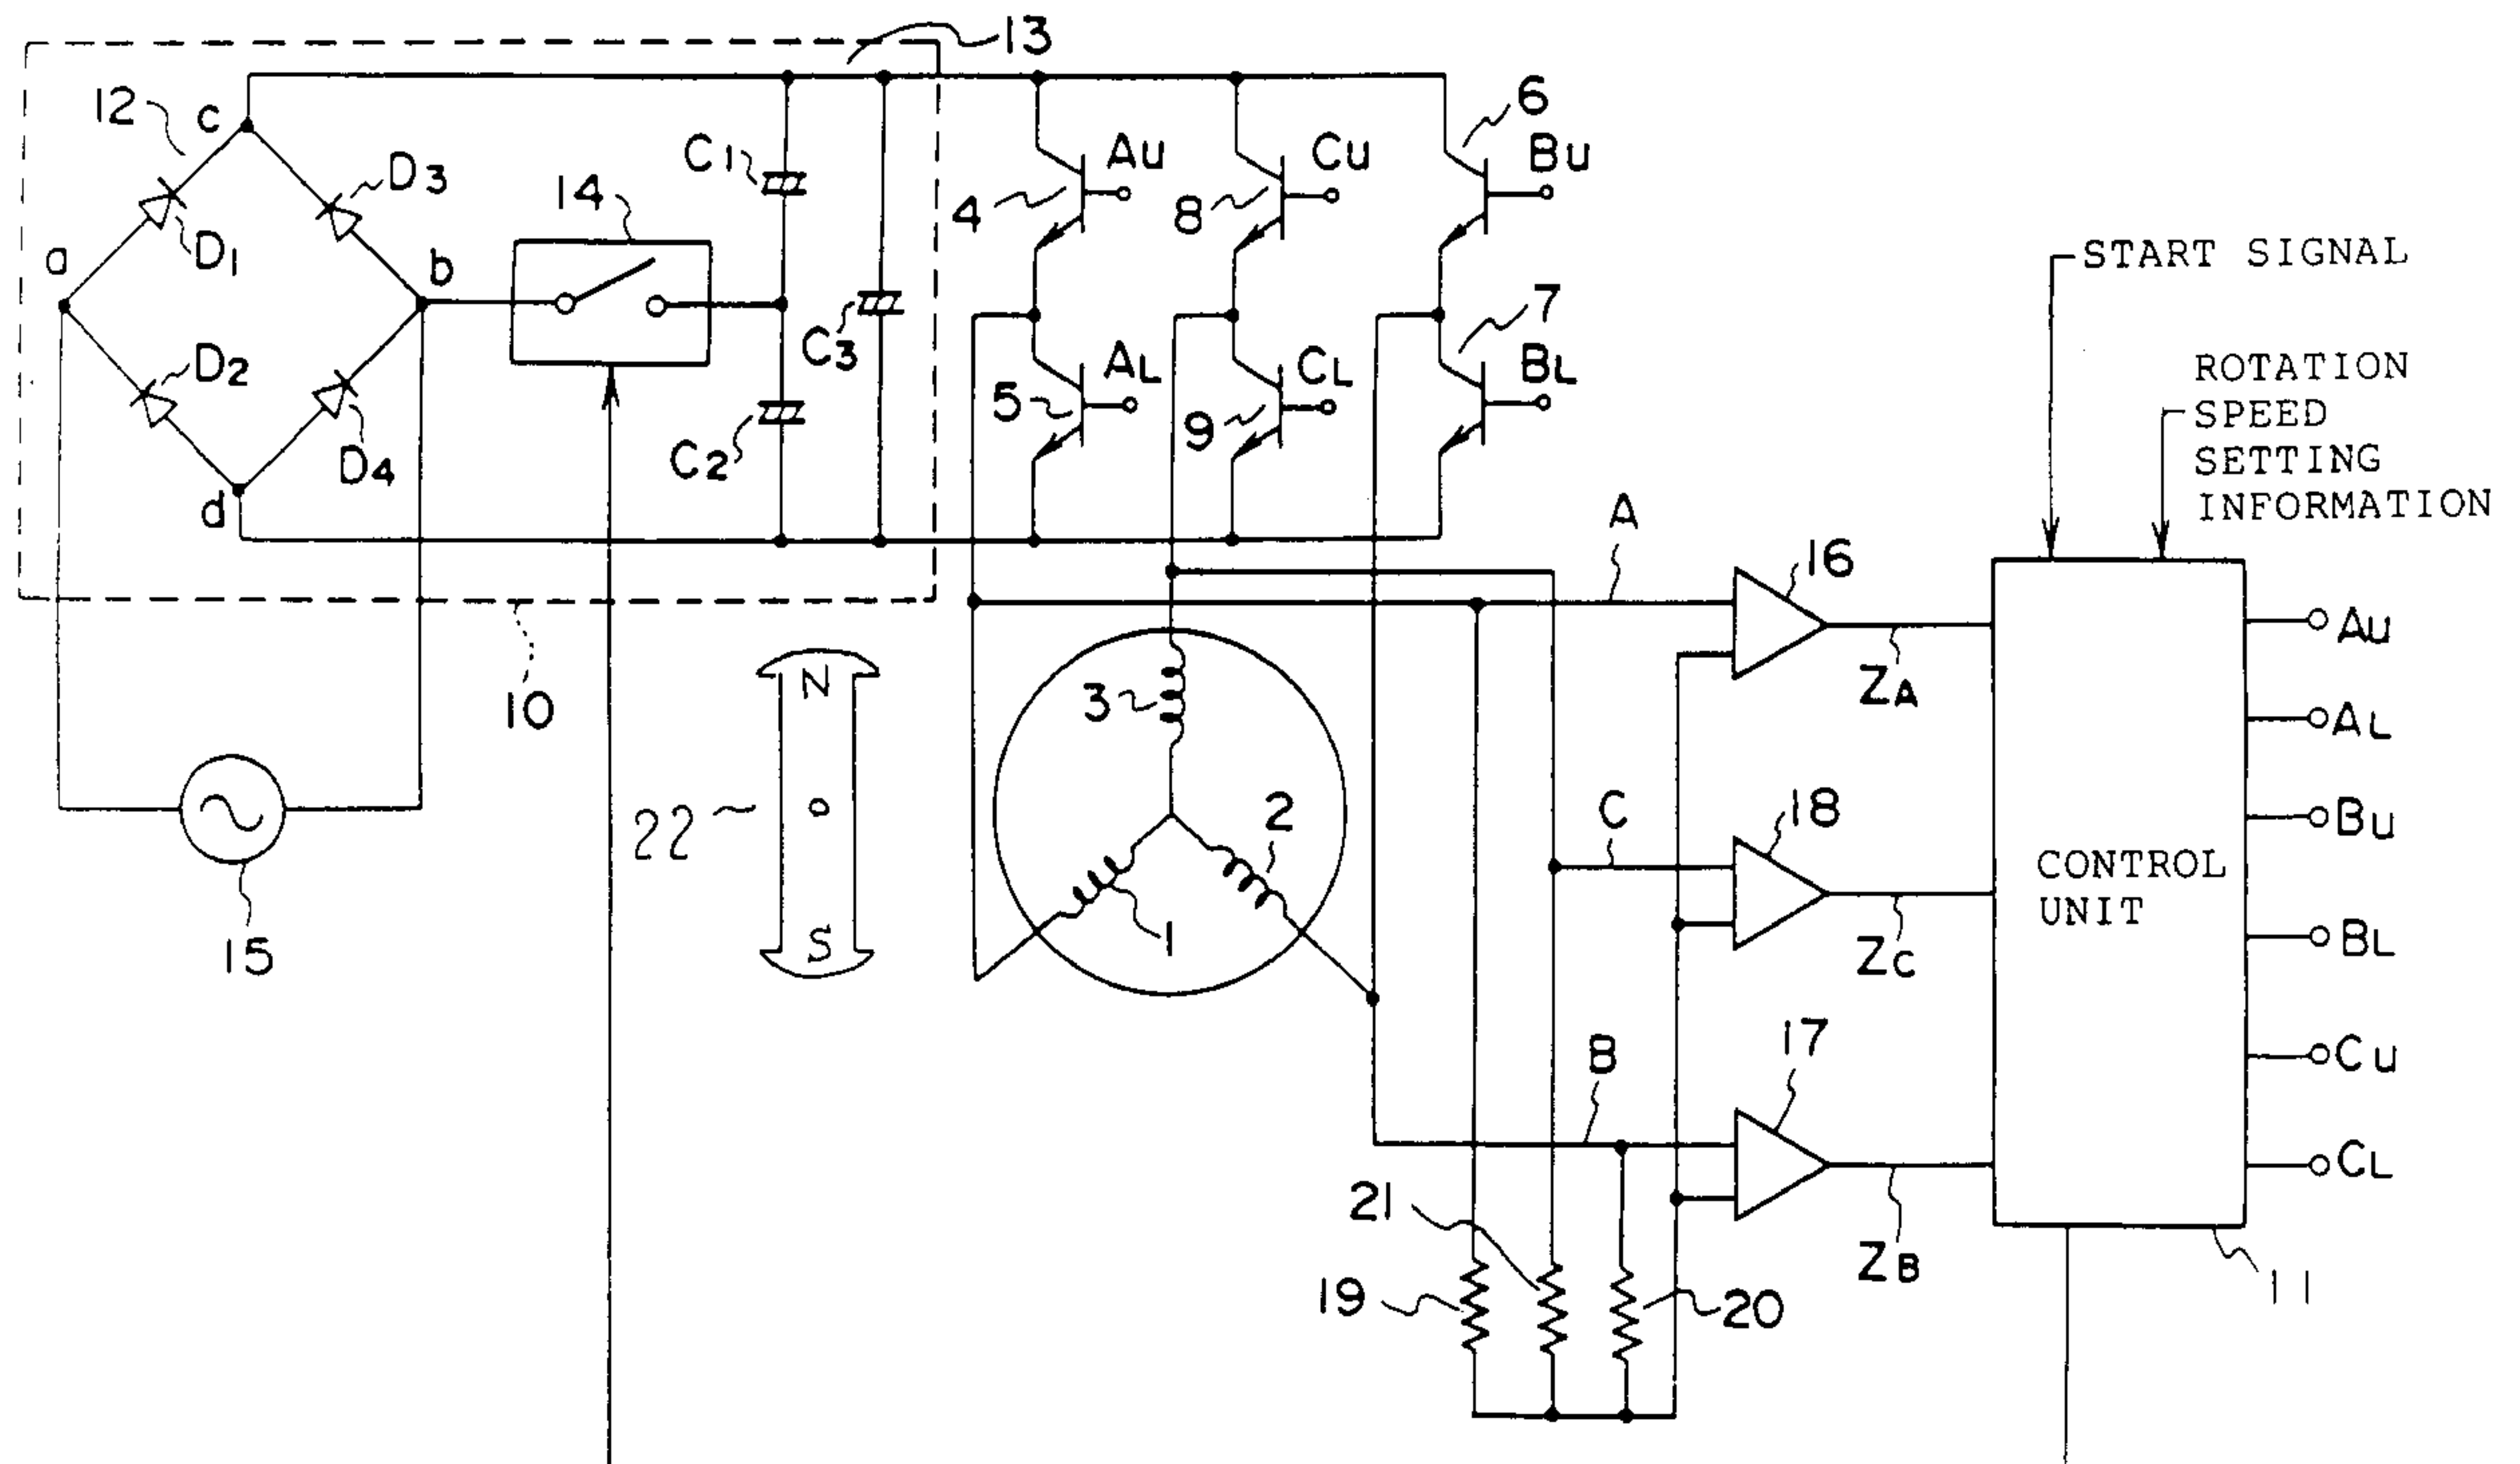 13
12
c
6
C1
Au
Cu
Bu
D3
14
4
8
a
D1
b
START SIGNAL
7
C3
D2
AL
CL
BL
ROTATION
SPEED
SETTING
INFORMATION
5
9
C2
D4
d
A
16
10
N
3
ZA
Au
AL
22
2
C
18
Bu
CONTROL
UNIT
1
S
15
ZC
BL
B
17
Cu
CL
21
ZB
19
20
11